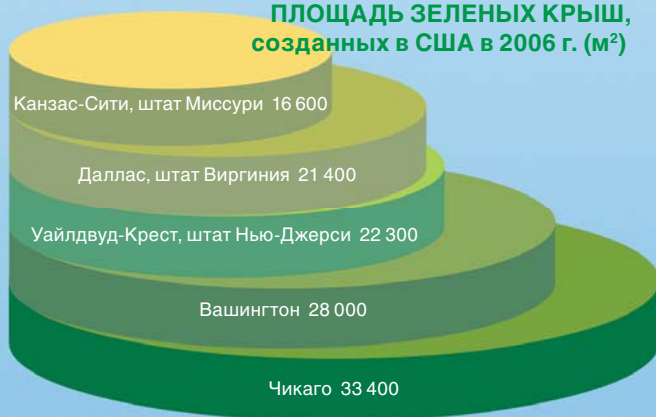 ПЛОЩАДЬ ЗЕЛЕНЫХ КРЫШ,
созданных в США в 2006 г. (м²)
Канзас-Сити, штат Миссури 16 600
Даллас, штат Виргиния 21 400
Уайлдвуд-Крест, штат Нью-Джерси 22 300
Вашингтон 28 000
Чикаго 33 400